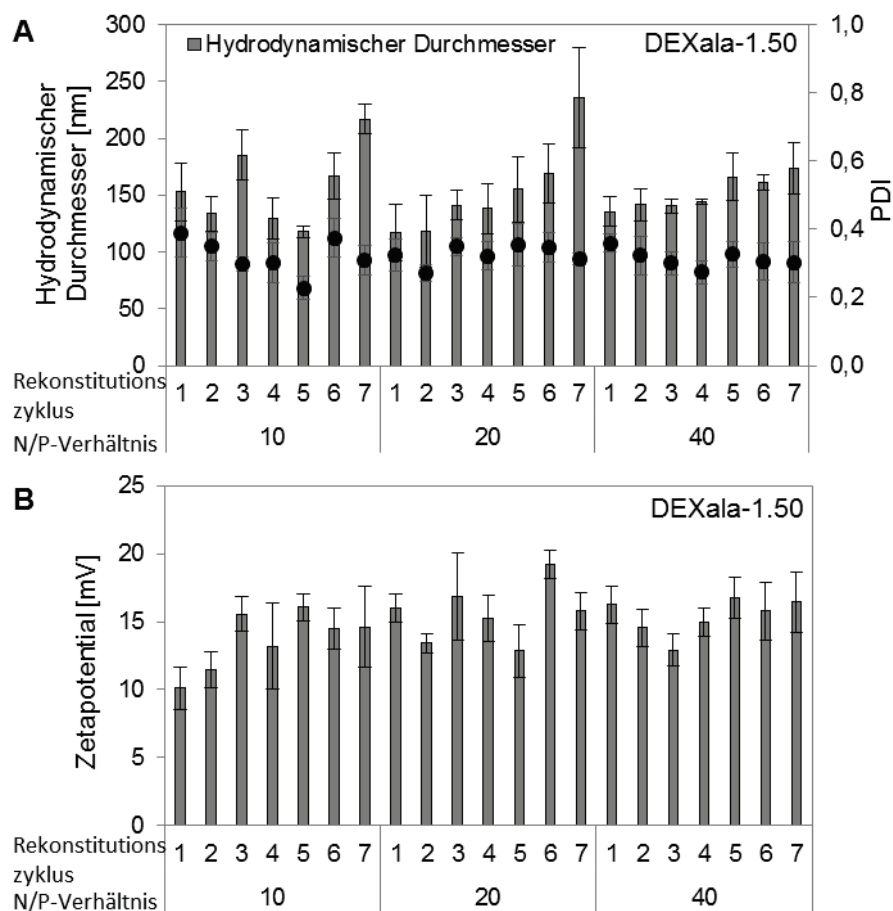 A
Hydrodynamischer Durchmesser
DEXala-1.50
Hydrodynamischer
Durchmesser [nm]
300
250
200
150
100
50
0
1,0
0,8
0,6
0,4
0,2
0,0
PDI
Rekonstitutions
zyklus
1 2 3 4 5 6 7 1 2 3 4 5 6 7 1 2 3 4 5 6 7
N/P-Verhältnis
10 20 40
B
DEXala-1.50
Zetapotential [mV]
25
20
15
10
5
0
Rekonstitutions
zyklus
1 2 3 4 5 6 7 1 2 3 4 5 6 7 1 2 3 4 5 6 7
N/P-Verhältnis
10 20 40